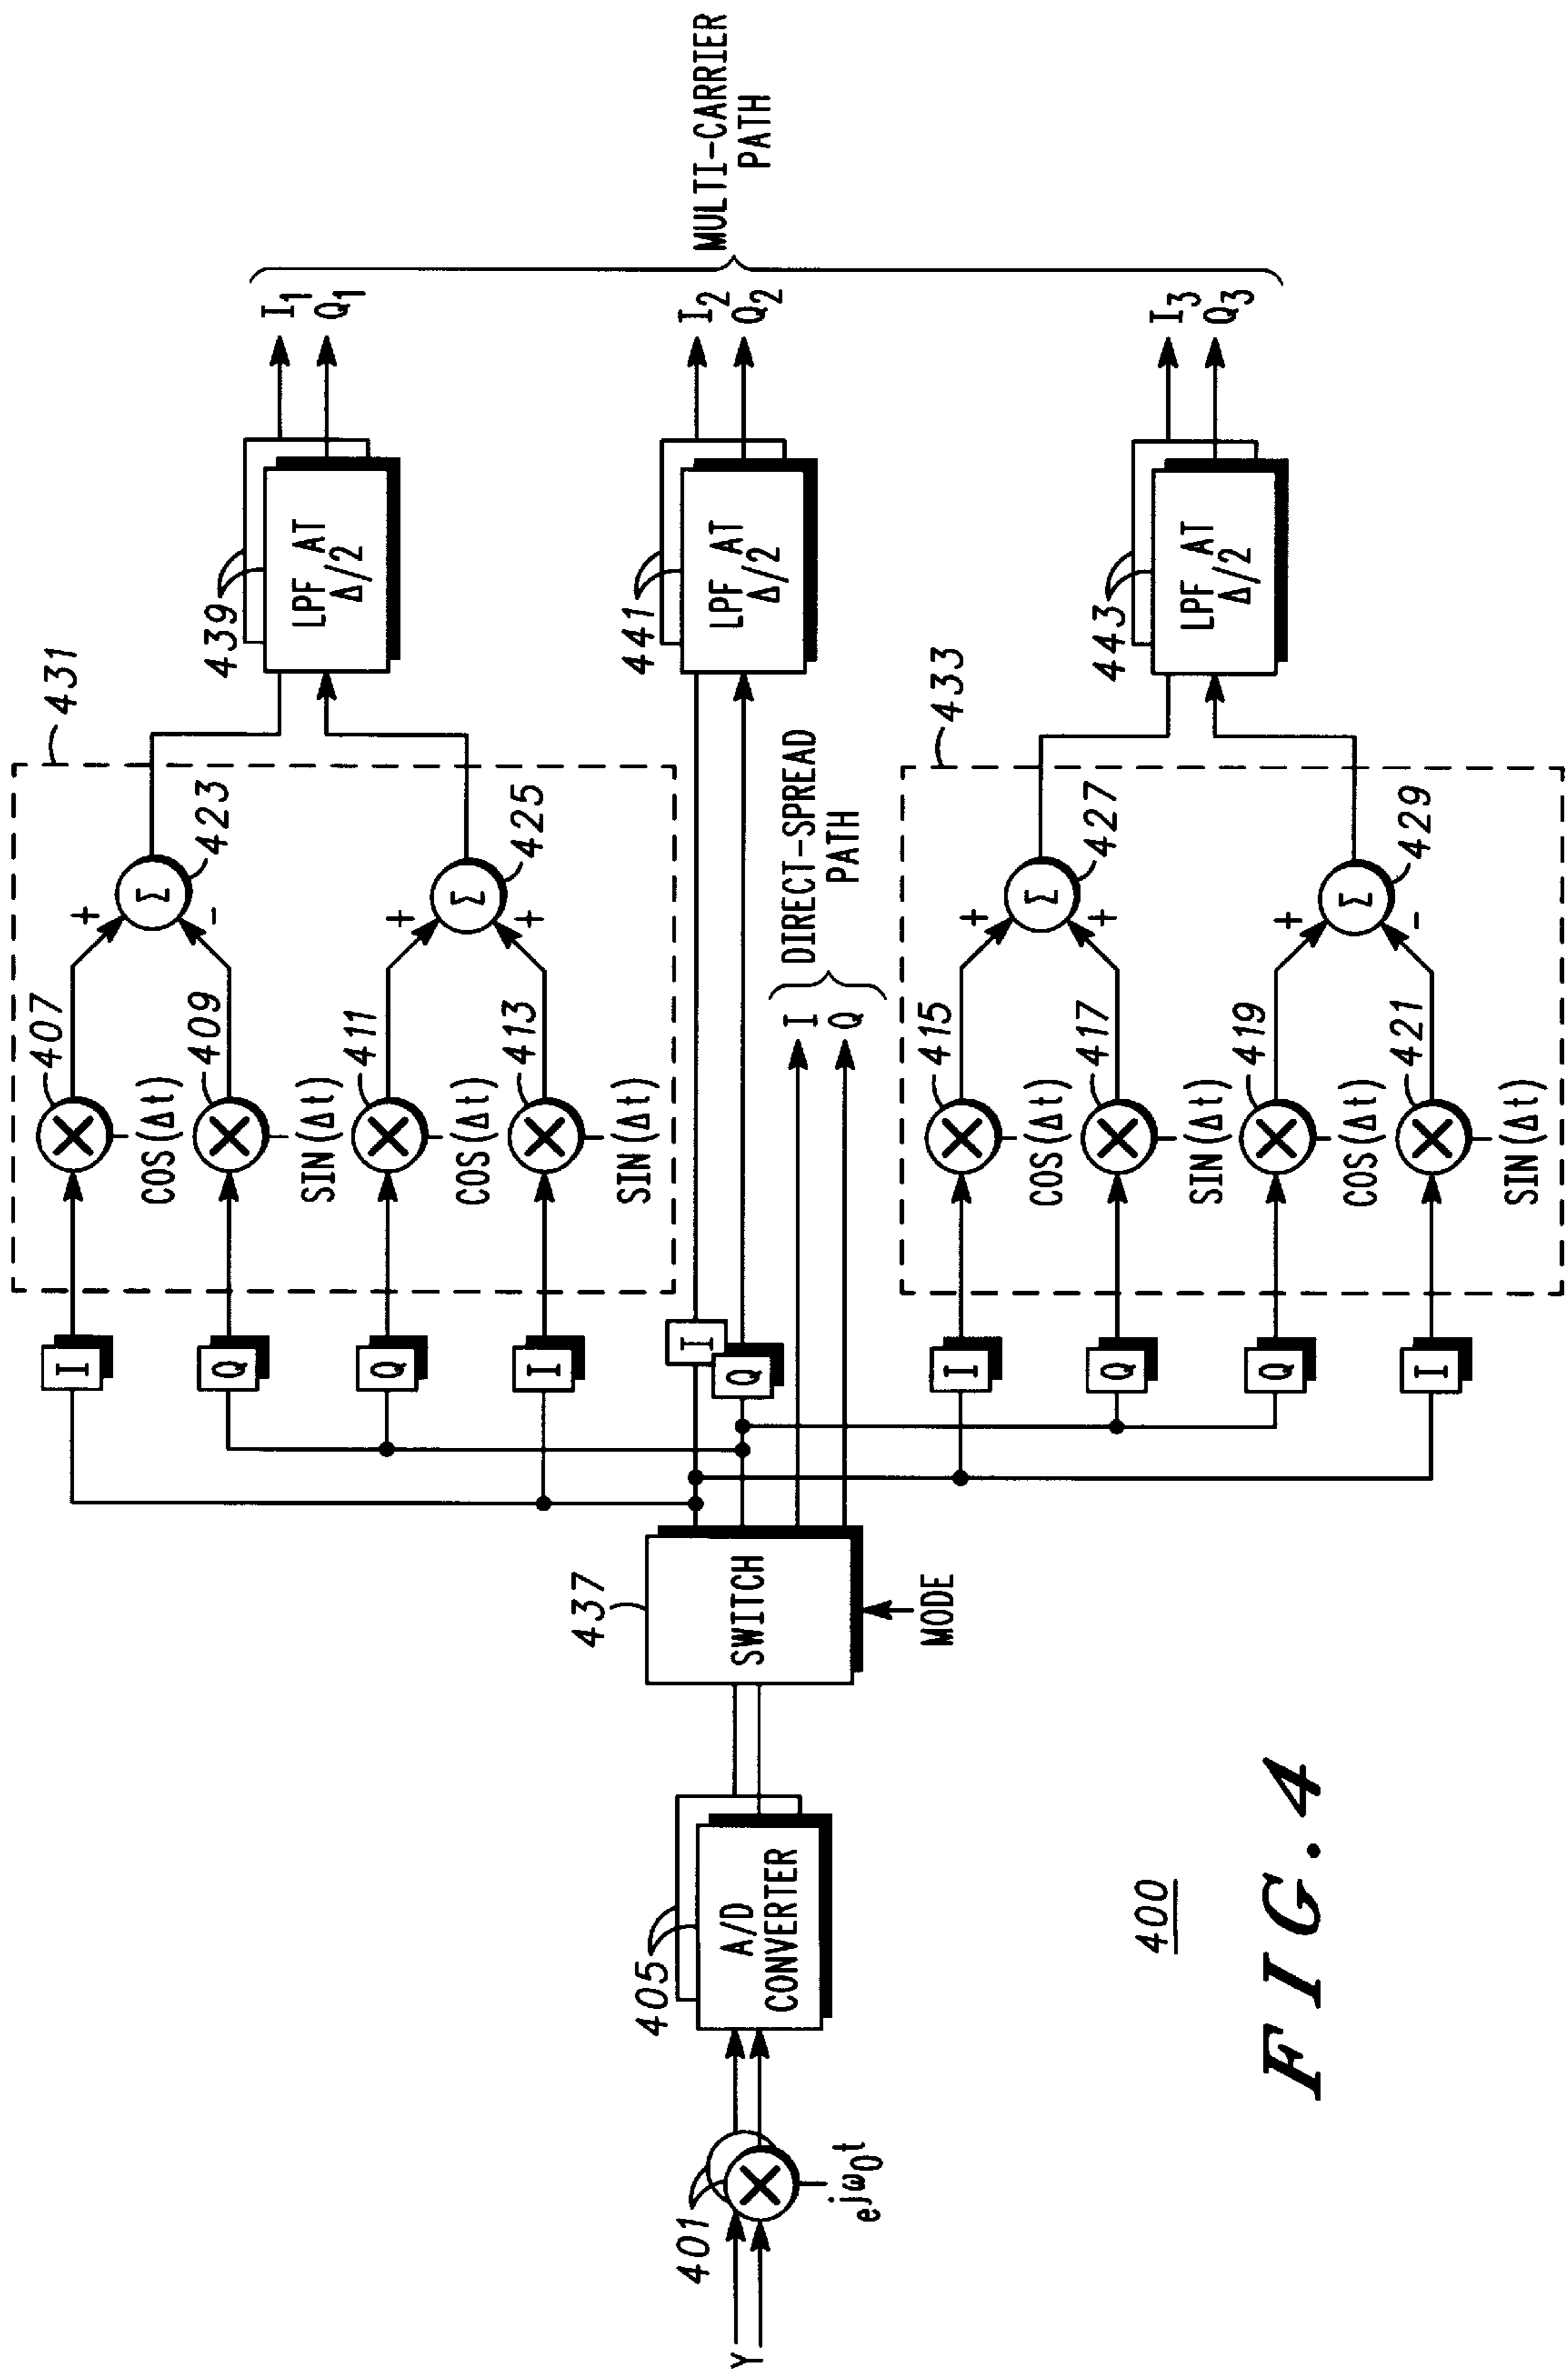 Y
401
e^jω0t
405
A/D
CONVERTER
437
SWITCH
MODE
431
I
407
COS(Δt)
+
Σ
423
Q
409
SIN(Δt)
-
Q
411
COS(Δt)
+
Σ
425
I
413
SIN(Δt)
+
439
LPF AT
Δ/2
I1
Q1
I
Q
441
LPF AT
Δ/2
I2
Q2
MULTI-CARRIER
PATH
I
Q
DIRECT-SPREAD
PATH
433
I
415
COS(Δt)
+
Σ
427
Q
417
SIN(Δt)
+
Q
419
COS(Δt)
+
Σ
429
I
421
SIN(Δt)
-
443
LPF AT
Δ/2
I3
Q3
400
FIG. 4